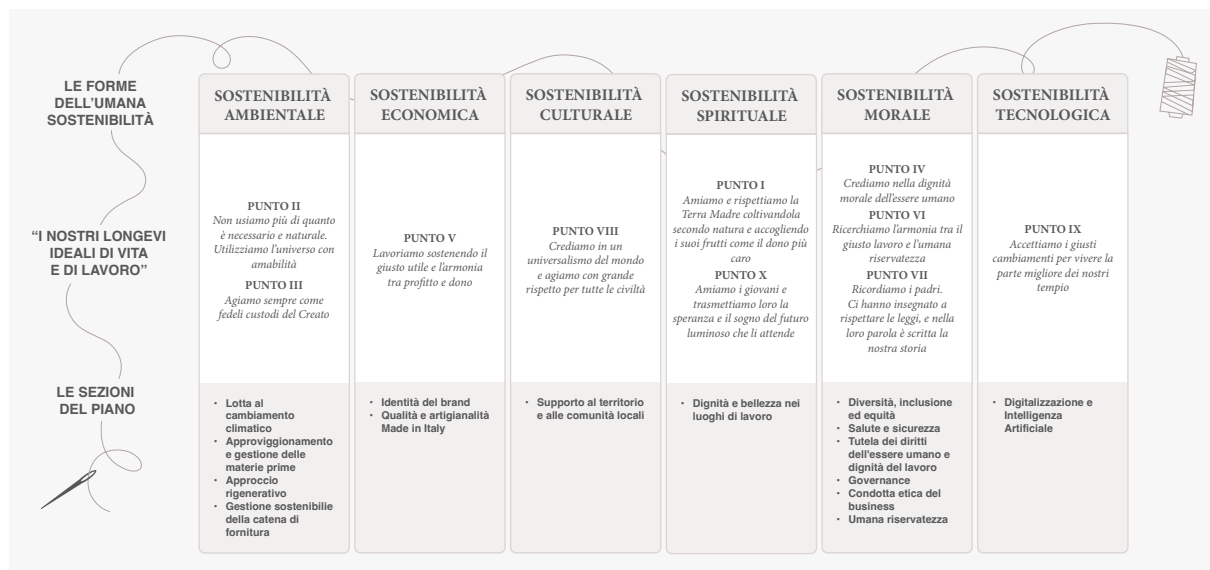 LE FORME
DELL'UMANA
SOSTENIBILITÀ
SOSTENIBILITÀ
AMBIENTALE
SOSTENIBILITÀ
ECONOMICA
SOSTENIBILITÀ
CULTURALE
SOSTENIBILITÀ
SPIRITUALE
SOSTENIBILITÀ
MORALE
SOSTENIBILITÀ
TECNOLOGICA
“I NOSTRI LONGEVI
IDEALI DI VITA
E DI LAVORO”
PUNTO II
Non usiamo più di quanto
è necessario e naturale.
Utilizziamo l'universo con
amabilità
PUNTO III
Agiamo sempre come
fedeli custodi del Creato
PUNTO V
Lavoriamo sostenendo il
giusto utile e l'armonia
tra profitto e dono
PUNTO VIII
Crediamo in un
universalismo del mondo
e agiamo con grande
rispetto per tutte le civiltà
PUNTO I
Amiamo e rispettiamo la
Terra Madre coltivandola
secondo natura e accogliendo
i suoi frutti come il dono più
caro
PUNTO X
Amiamo i giovani e
trasmettiamo loro la
speranza e il sogno del futuro
luminoso che li attende
PUNTO IV
Crediamo nella dignità
morale dell'essere umano
PUNTO VI
Ricerchiamo l'armonia tra il
giusto lavoro e l'umana
riservatezza
PUNTO VII
Ricordiamo i padri.
Ci hanno insegnato a
rispettare le leggi, e nella
loro parola è scritta la
nostra storia
PUNTO IX
Accettiamo i giusti
cambiamenti per vivere la
parte migliore dei nostri
tempio
LE SEZIONI
DEL PIANO
• Lotta al
cambiamento
climatico
• Approviggionamento
e gestione delle
materie prime
• Approccio
rigenerativo
• Gestione sostenibilie
della catena di
fornitura
• Identità del brand
• Qualità e artigianalità
Made in Italy
• Supporto al territorio
e alle comunità locali
• Dignità e bellezza nei
luoghi di lavoro
• Diversità, inclusione
ed equità
• Salute e sicurezza
• Tutela dei diritti
dell'essere umano e
dignità del lavoro
• Governance
• Condotta etica del
business
• Umana riservatezza
• Digitalizzazione e
Intelligenza
Artificiale